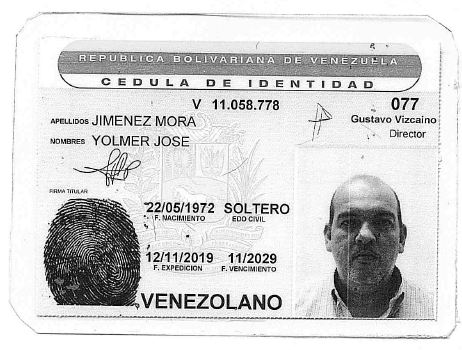 REPUBLICA BOLIVARIANA DE VENEZUELA
CEDULA DE IDENTIDAD
V 11.058.778
077
APELLIDOS JIMENEZ MORA
Gustavo Vizcaino
Director
NOMBRES YOLMER JOSE
FIRMA TITULAR
22/05/1972 SOLTERO
F. NACIMIENTO EDO CIVIL
12/11/2019 11/2029
F. EXPEDICION F. VENCIMIENTO
VENEZOLANO